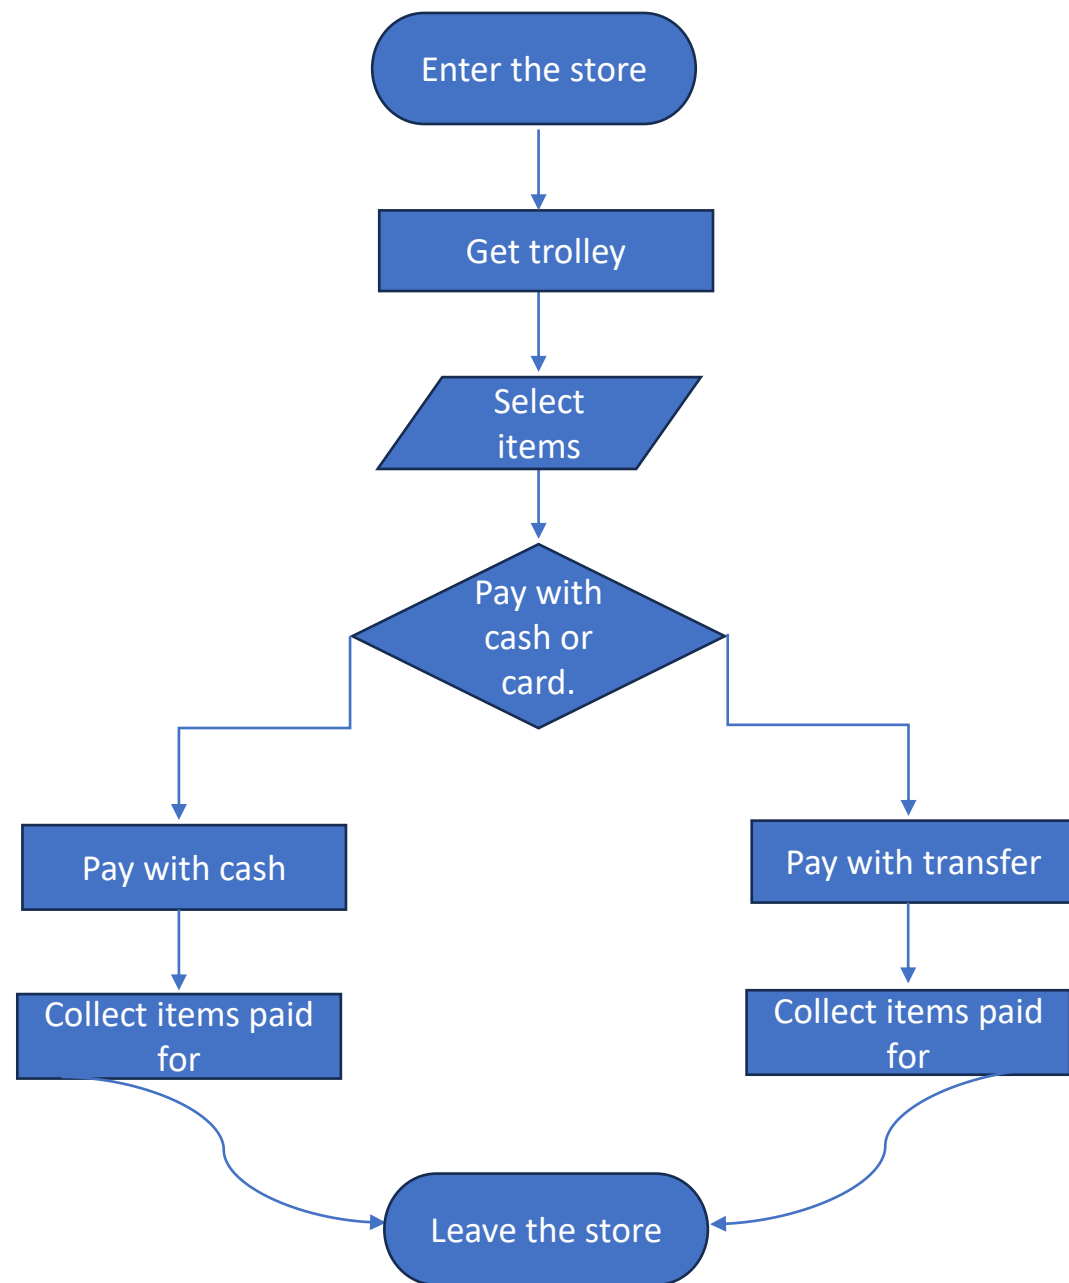 Enter the store
Get trolley
Select
items
Pay with
cash or
card.
Pay with cash
Pay with transfer
Collect items paid
for
Collect items paid
for
Leave the store